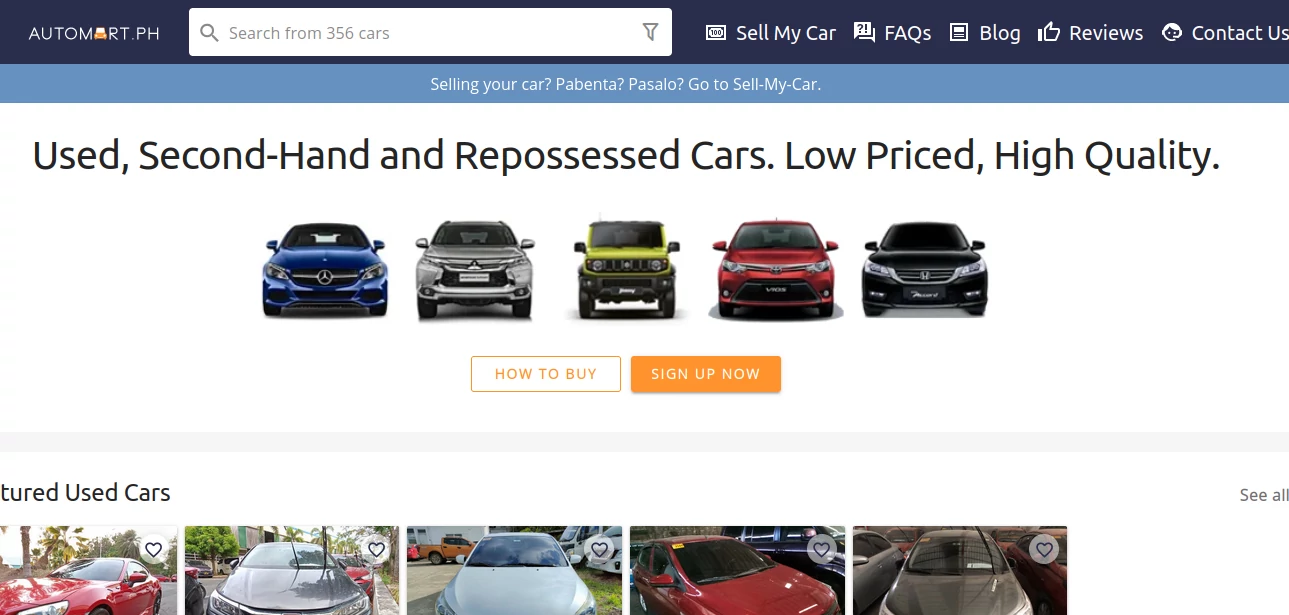 AUTOMART.PH
Search from 356 cars
Sell My Car
FAQs
Blog
Reviews
Contact Us
Selling your car? Pabenta? Pasalo? Go to Sell-My-Car.
Used, Second-Hand and Repossessed Cars. Low Priced, High Quality.
VIOS
Accord
HOW TO BUY
SIGN UP NOW
tured Used Cars
See all